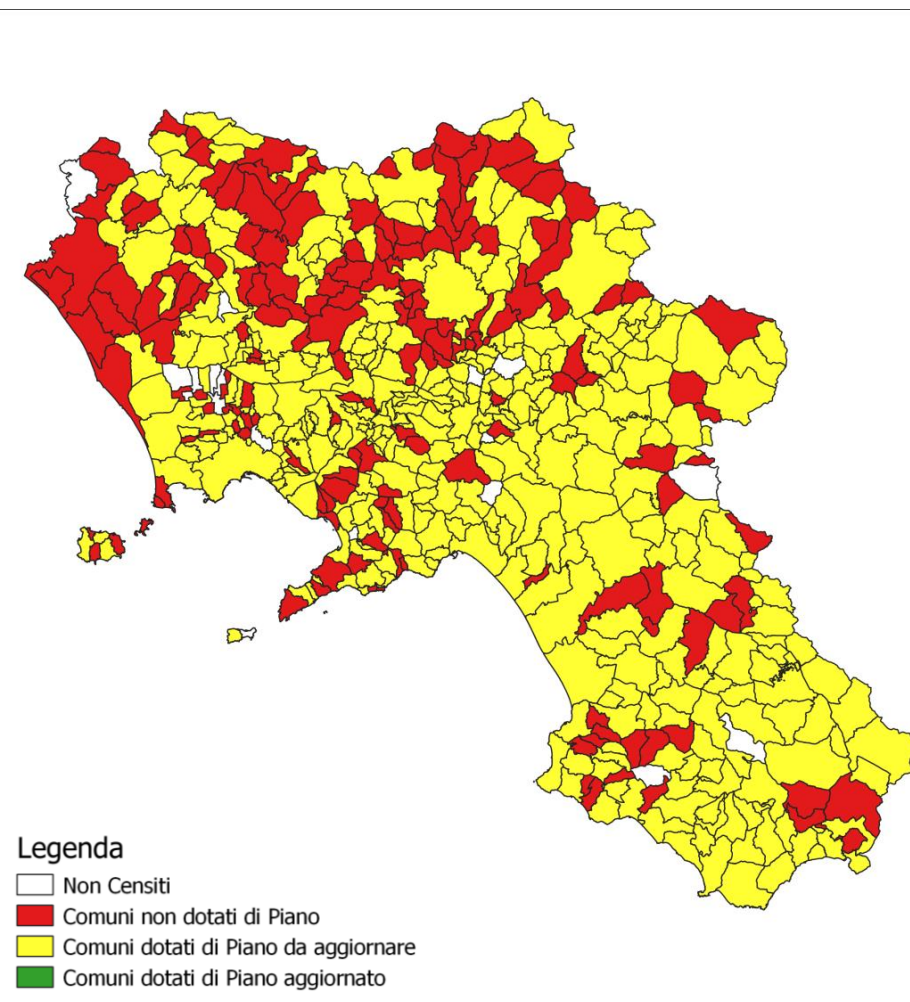 Legenda
Non Censiti
Comuni non dotati di Piano
Comuni dotati di Piano da aggiornare
Comuni dotati di Piano aggiornato